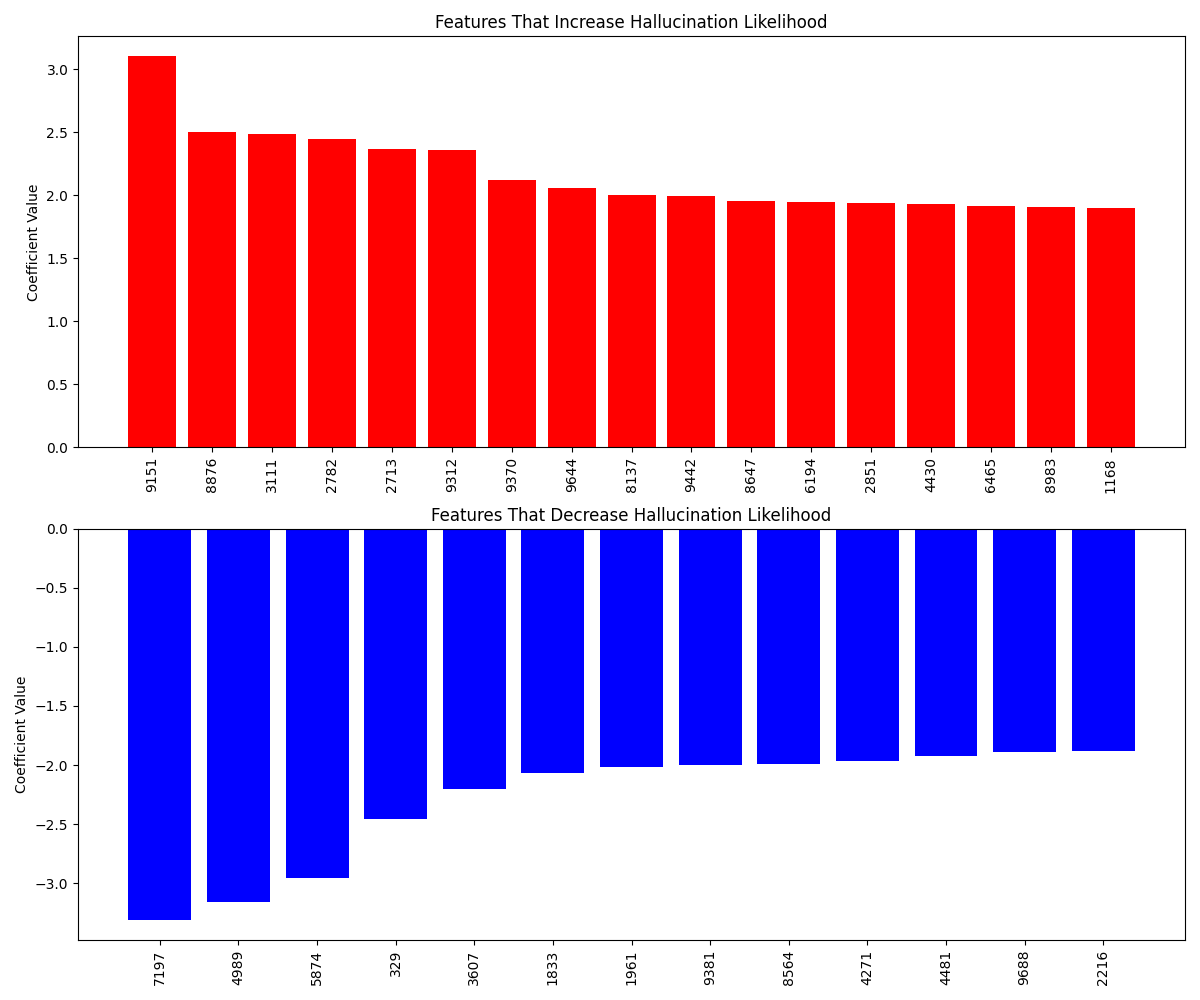 Features That Increase Hallucination Likelihood
Coefficient Value
3.0
2.5
2.0
1.5
1.0
0.5
0.0
9151 8876 3111 2782 2713 9312 9370 9644 8137 9442 8647 6194 2851 4430 6465 8983 1168
Features That Decrease Hallucination Likelihood
Coefficient Value
0.0
−0.5
−1.0
−1.5
−2.0
−2.5
−3.0
7197 4989 5874 329 3607 1833 1961 9381 8564 4271 4481 9688 2216